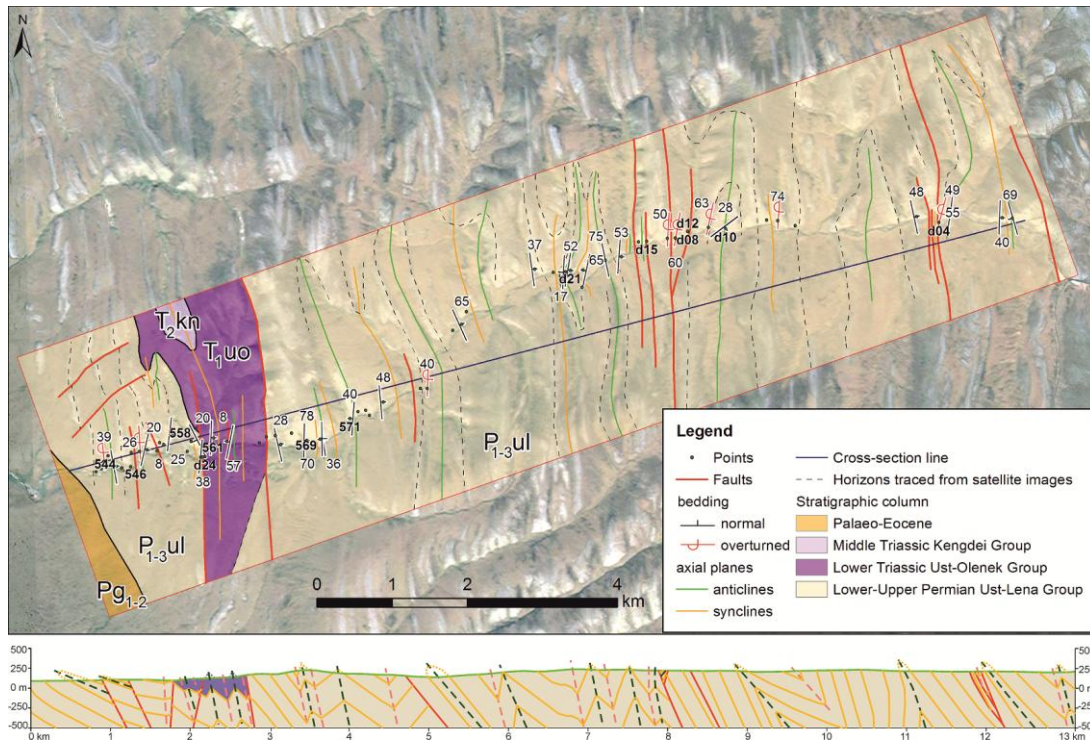 N
48
49
69
55
d04
40
74
28
63
50
d12
d08
d10
60
d15
53
75
65
52
37
d21
17
65
40
48
40
571
T2kn
T1uo
78
28
569
70
36
P1-3ul
8
20
20
558
561
57
39
26
544
546
8
25
d24
38
P1-3ul
Pg1-2
0 2 4
km
Legend
Points
Faults
bedding
normal
overturned
axial planes
anticlines
synclines
Cross-section line
Horizons traced from satellite images
Stratigraphic column
Palaeo-Eocene
Middle Triassic Kengdei Group
Lower Triassic Ust-Olenek Group
Lower-Upper Permian Ust-Lena Group
500
250
0 m
-250
-500
0 km 1 2 3 4 5 6 7 8 9 10 11 12 13 km